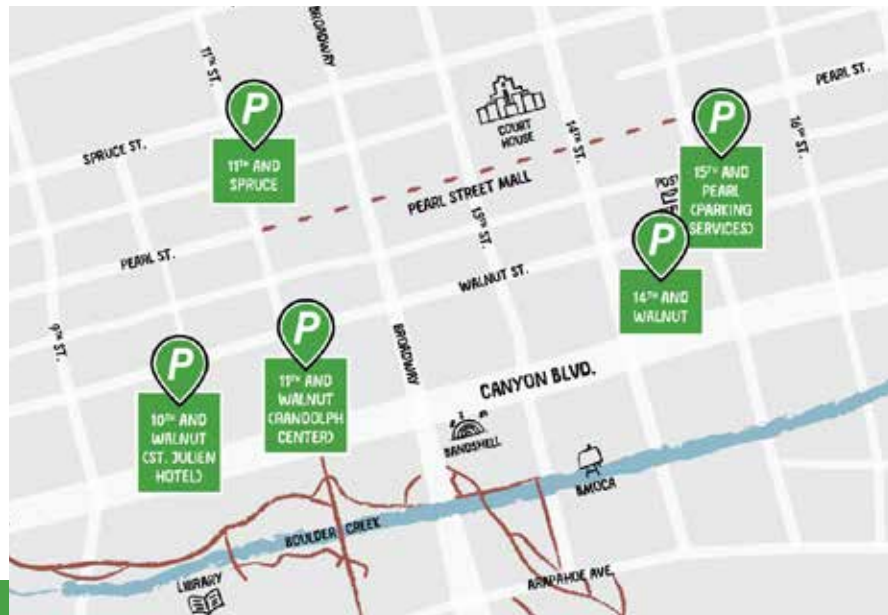 11TH ST.
BROADWAY
PEARL ST.
P
P
COURT
HOUSE
14TH ST.
16TH ST.
SPRUCE ST.
11TH AND
SPRUCE
15TH AND
PEARL
(PARKING
SERVICES)
POST
PEARL STREET MALL
13TH ST.
P
PEARL ST.
WALNUT ST.
14TH AND
WALNUT
9TH ST.
P
P
BROADWAY
11TH AND
WALNUT
(RANDOLPH
CENTER)
CANYON BLVD.
10TH AND
WALNUT
(ST. JULIEN
HOTEL)
BANDSHELL
BMOCA
BOULDER CREEK
LIBRARY
ARAPAHOE AVE.